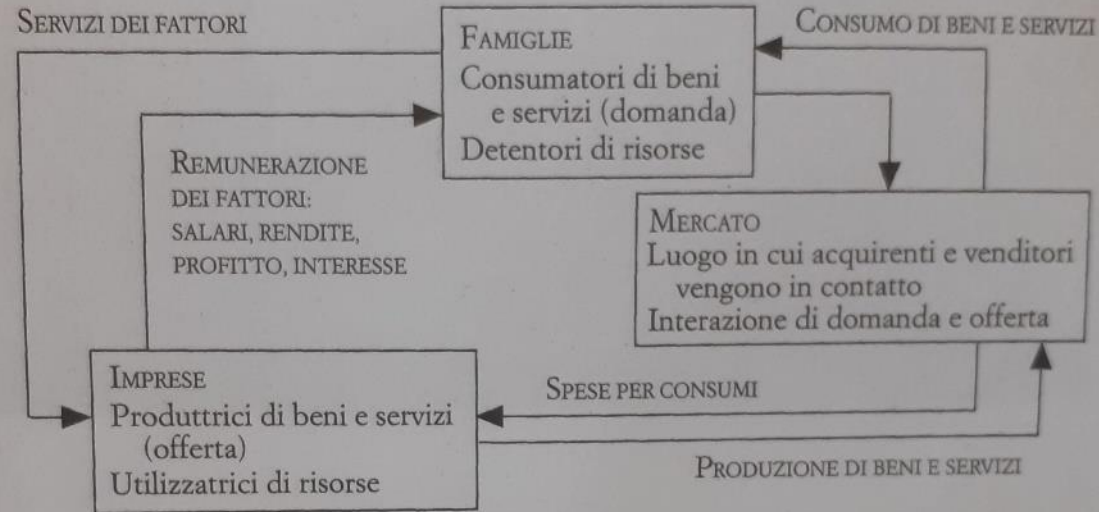 SERVIZI DEI FATTORI
FAMIGLIE
Consumatori di beni
e servizi (domanda)
Detentori di risorse
CONSUMO DI BENI E SERVIZI
REMUNERAZIONE
DEI FATTORI:
SALARI, RENDITE,
PROFITTO, INTERESSE
MERCATO
Luogo in cui acquirenti e venditori
vengono in contatto
Interazione di domanda e offerta
IMPRESE
Produttrici di beni e servizi
(offerta)
Utilizzatrici di risorse
SPESE PER CONSUMI
PRODUZIONE DI BENI E SERVIZI